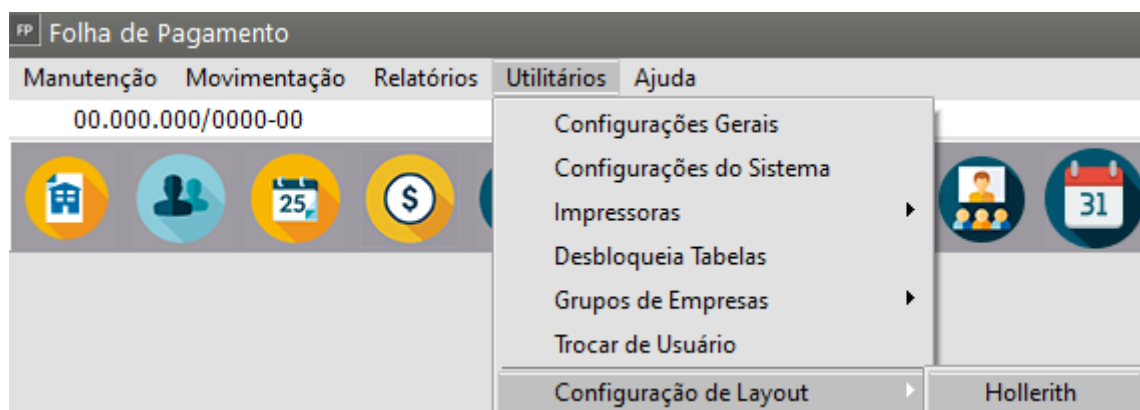 FP Folha de Pagamento
Manutenção Movimentação Relatórios Utilitários Ajuda
00.000.000/0000-00
Configurações Gerais
Configurações do Sistema
Impressoras
Desbloqueia Tabelas
Grupos de Empresas
Trocar de Usuário
Configuração de Layout Hollerith
25
$
31